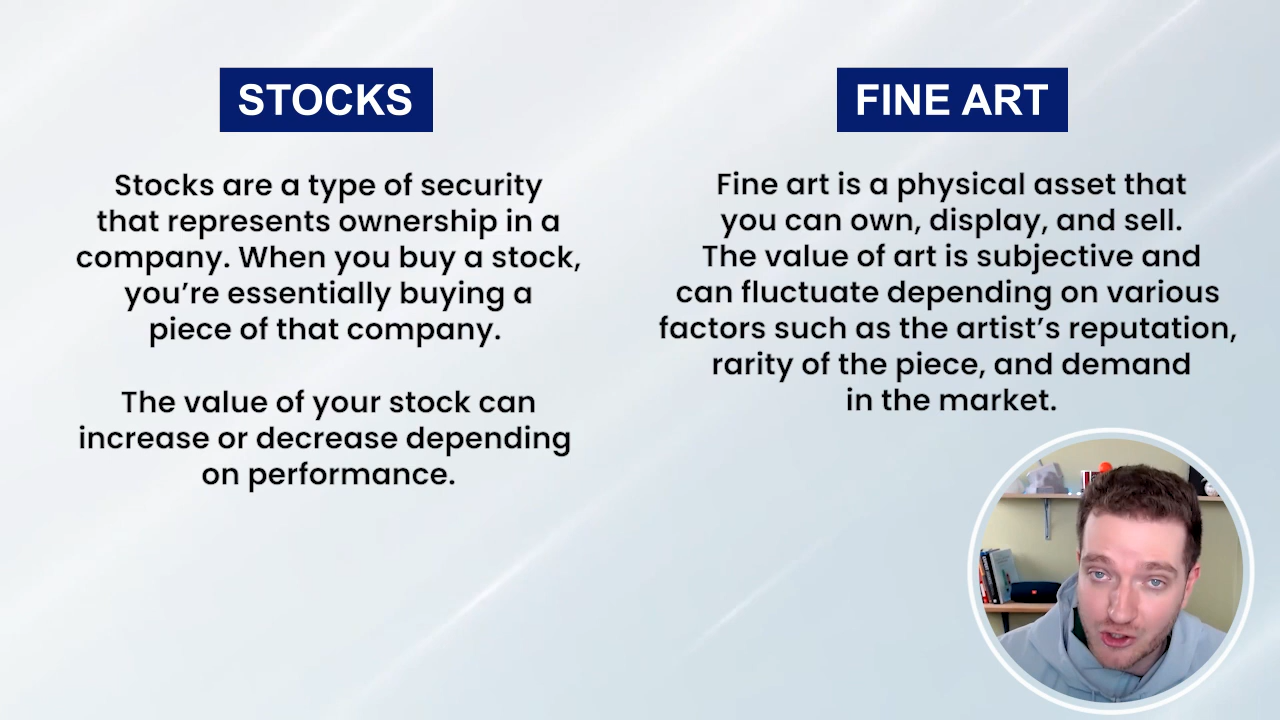 STOCKS
Stocks are a type of security
that represents ownership in a
company. When you buy a stock,
you’re essentially buying a
piece of that company.
The value of your stock can
increase or decrease depending
on performance.
FINE ART
Fine art is a physical asset that
you can own, display, and sell.
The value of art is subjective and
can fluctuate depending on various
factors such as the artist’s reputation,
rarity of the piece, and demand
in the market.